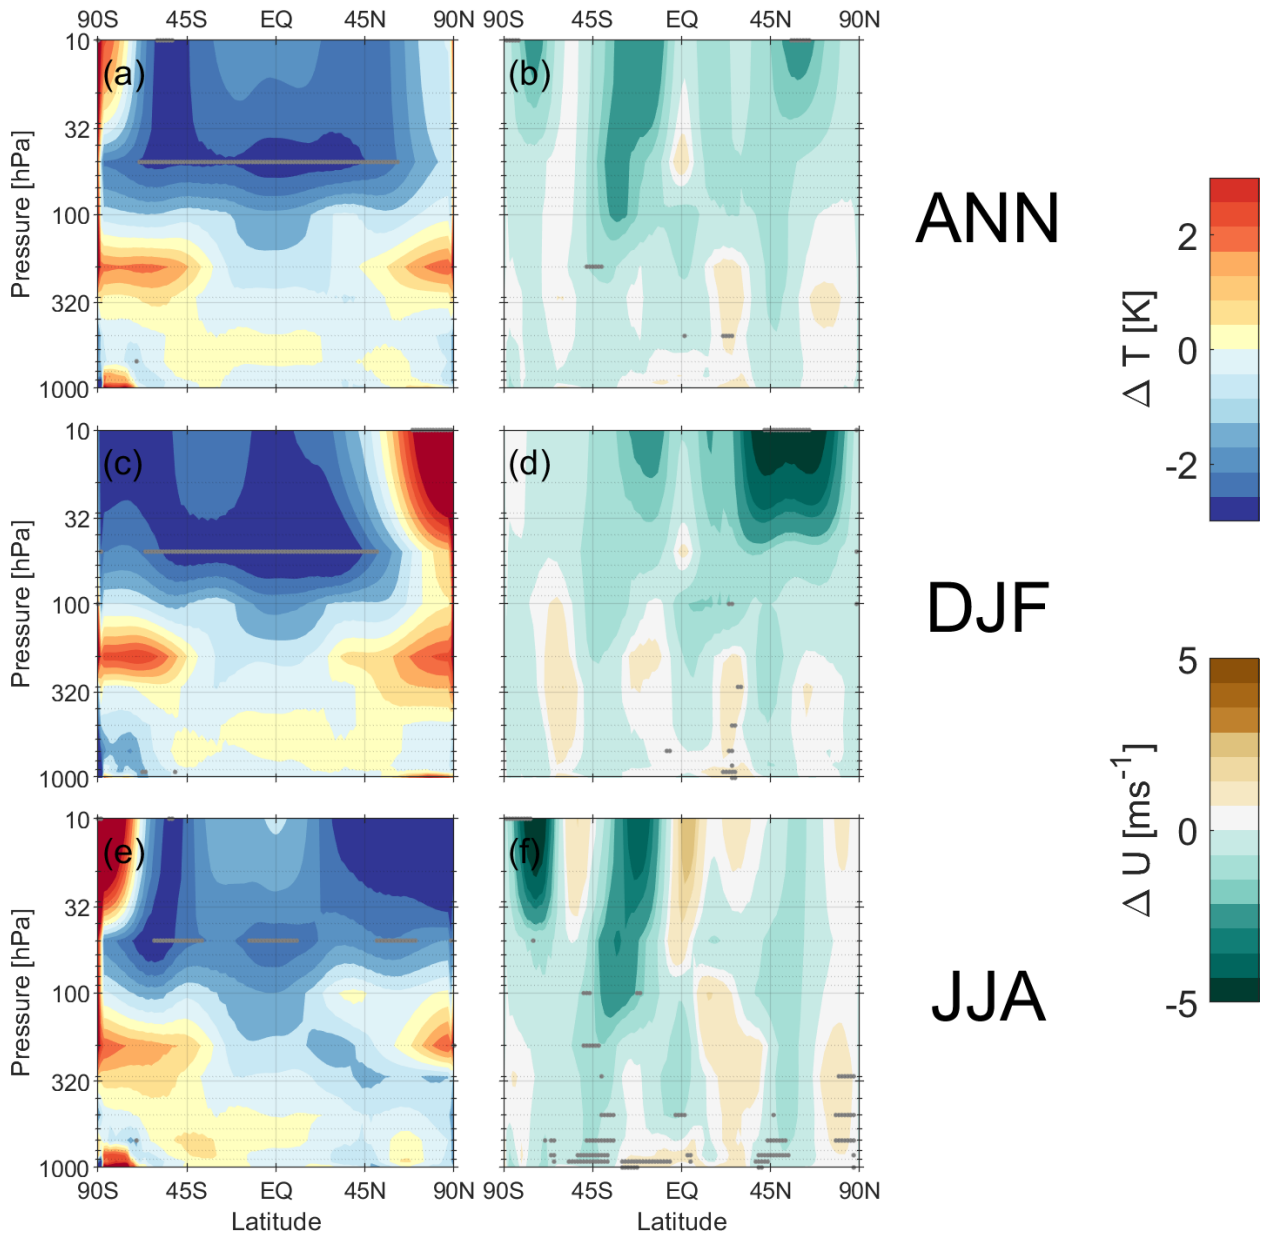 90S 45S EQ 45N 90N 90S 45S EQ 45N 90N
10
32
100
320
1000
Pressure [hPa]
(a)
(b)
ANN
10
32
100
320
1000
Pressure [hPa]
(c)
(d)
DJF
10
32
100
320
1000
Pressure [hPa]
(e)
(f)
JJA
90S 45S EQ 45N 90N 90S 45S EQ 45N 90N
Latitude Latitude
2
0
-2
Δ T [K]
5
0
-5
Δ U [ms⁻¹]